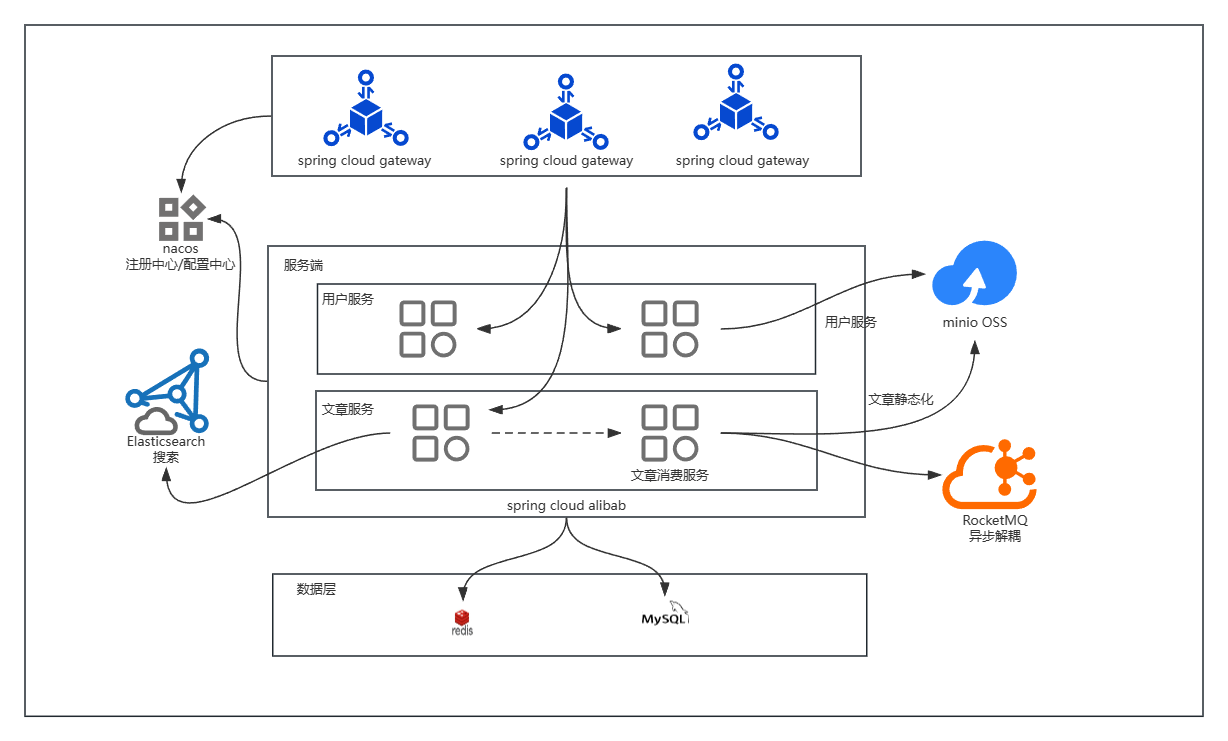 spring cloud gateway
spring cloud gateway
spring cloud gateway
nacos
注册中心/配置中心
服务端
用户服务
用户服务
minio OSS
Elasticsearch
搜索
文章服务
文章消费服务
文章静态化
RocketMQ
异步解耦
spring cloud alibab
数据层
redis
MySQL